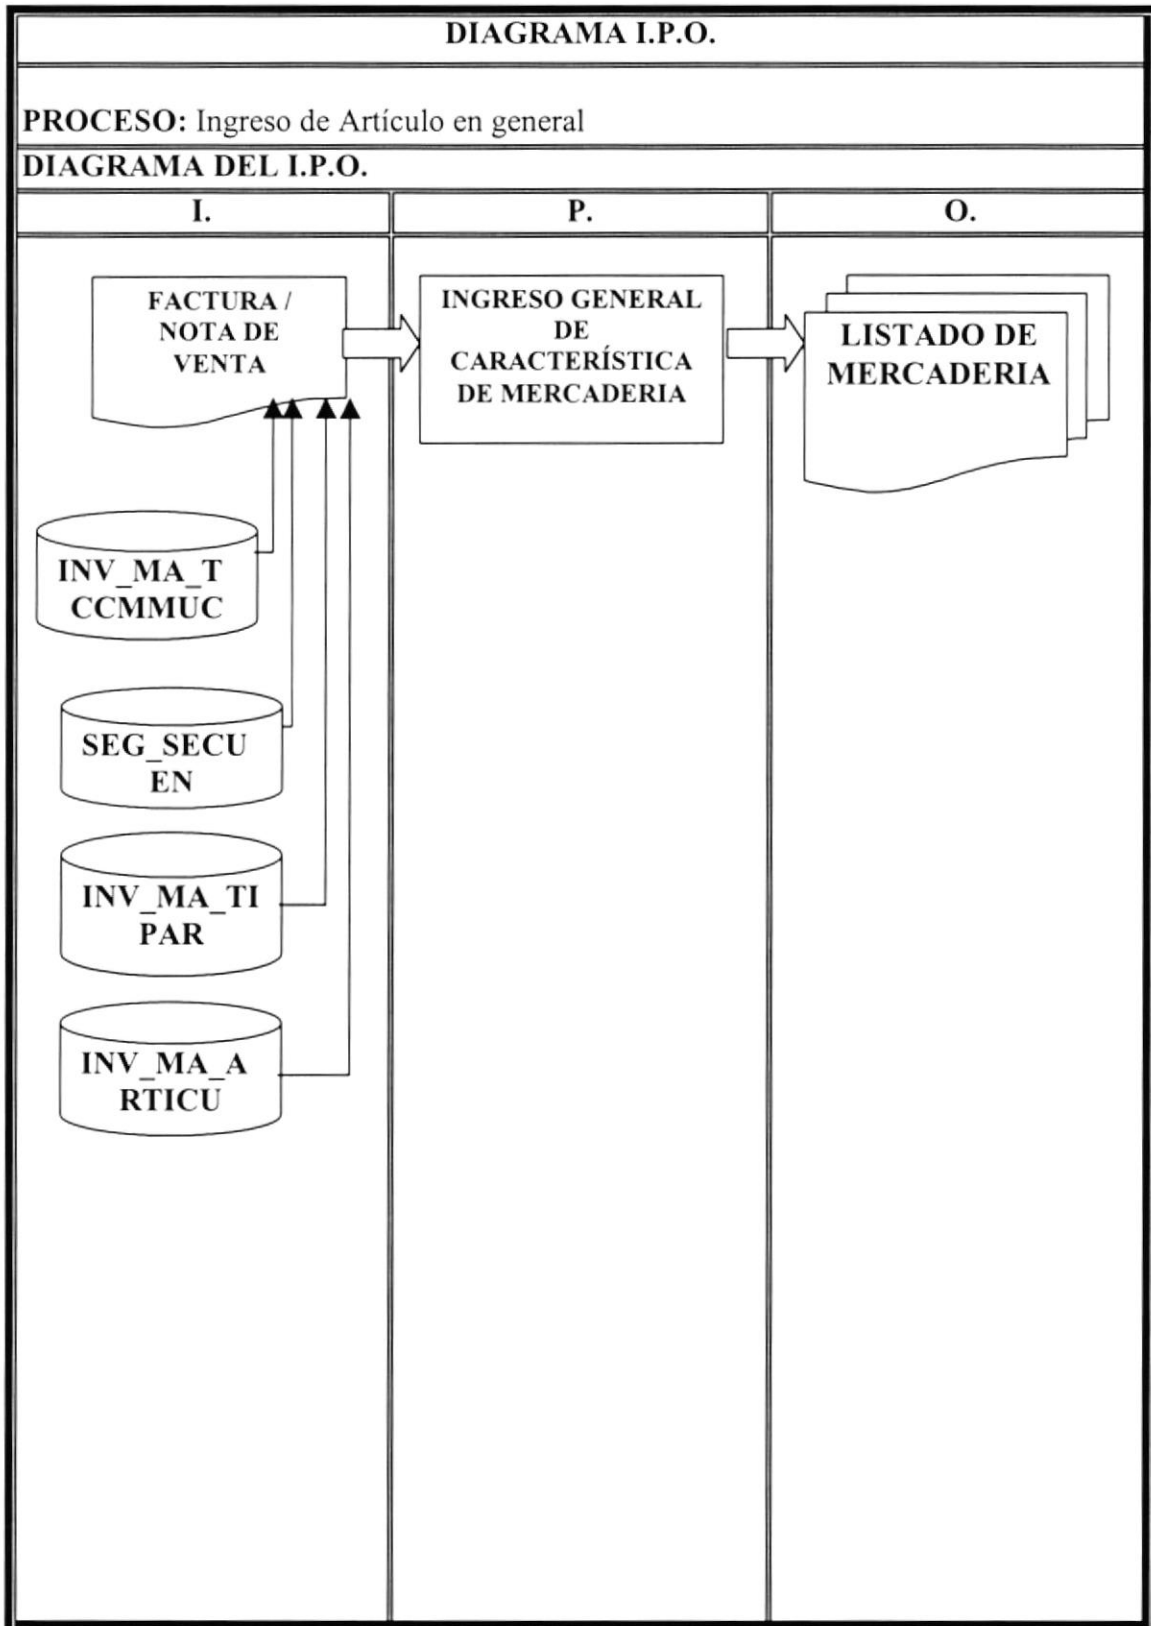 DIAGRAMA I.P.O.
PROCESO: Ingreso de Artículo en general
DIAGRAMA DEL I.P.O.
I.
P.
O.
FACTURA /
NOTA DE
VENTA
INGRESO GENERAL
DE
CARACTERÍSTICA
DE MERCADERIA
LISTADO DE
MERCADERIA
INV_MA_T
CCMMUC
SEG_SECU
EN
INV_MA_TI
PAR
INV_MA_A
RTICU